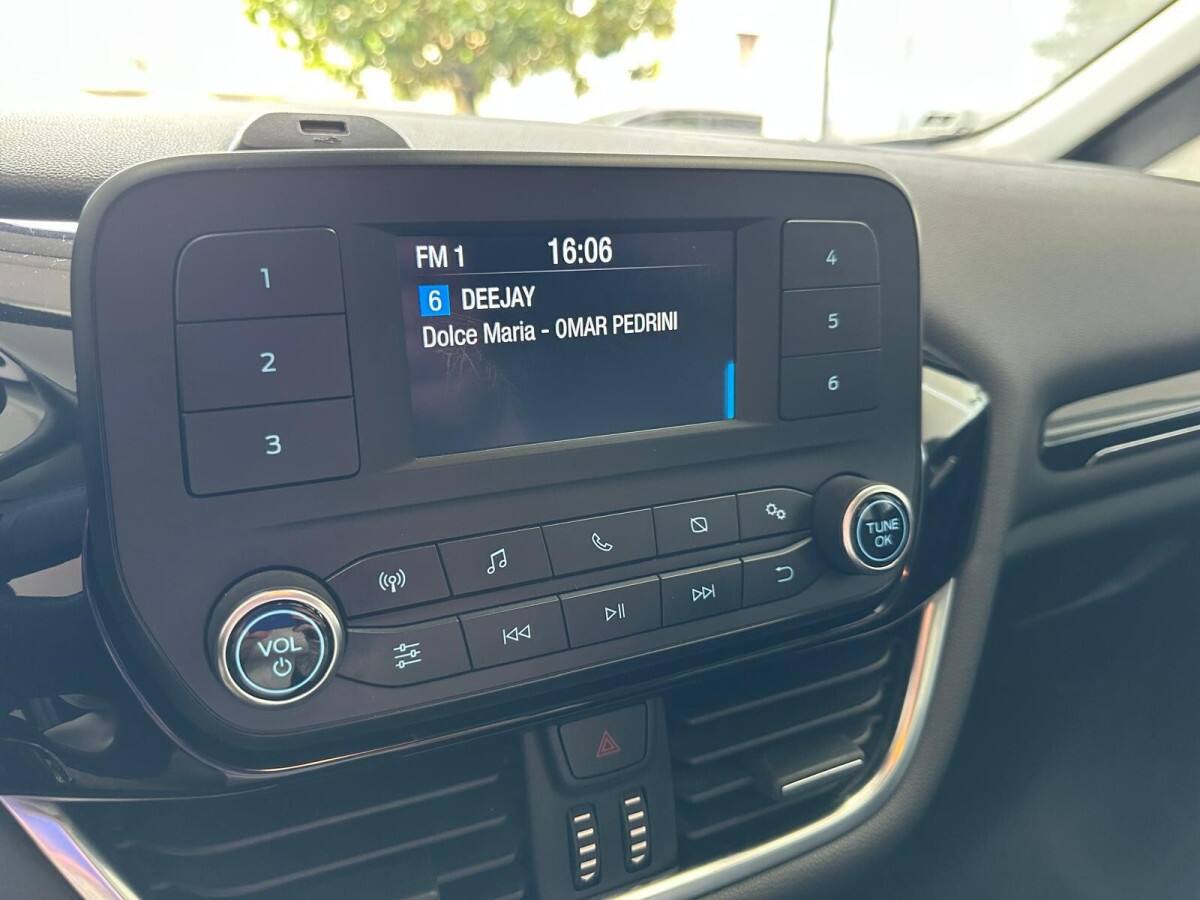 FM 1 16:06
6 DEEJAY
Dolce Maria - OMAR PEDRINI
1
2
3
4
5
6
VOL
TUNE
OK